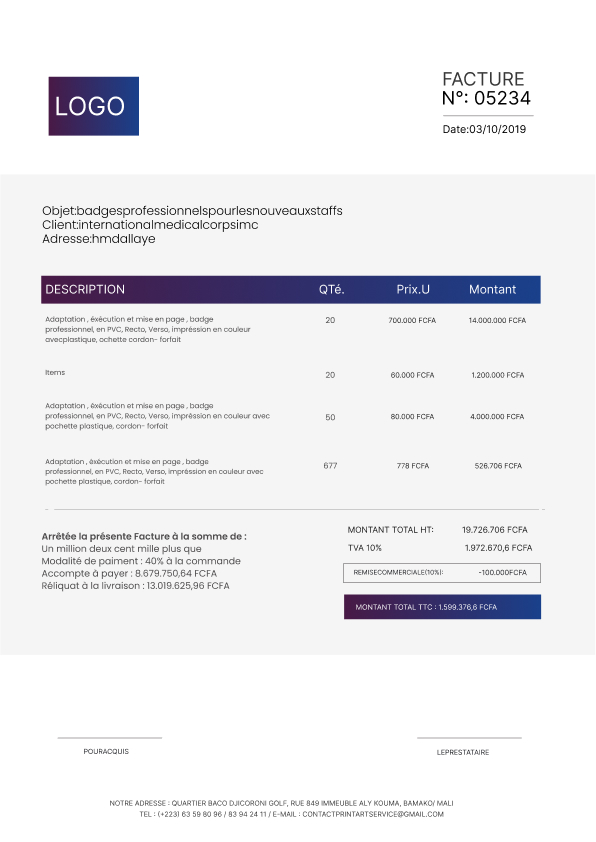 LOGO
FACTURE
N°: 05234
Date:03/10/2019
Objet:badgesprofessionnelspourlesnouveauxstaffs
Client:internationalmedicalcorpsimc
Adresse:hmdallaye
DESCRIPTION QTé. Prix.U Montant
Adaptation , éxécution et mise en page , badge
professionnel, en PVC, Recto, Verso, impréssion en couleur
avecplastique, ochette cordon- forfait
20 700.000 FCFA 14.000.000 FCFA
Items 20 60.000 FCFA 1.200.000 FCFA
Adaptation , éxécution et mise en page , badge
professionnel, en PVC, Recto, Verso, impréssion en couleur avec
pochette plastique, cordon- forfait
50 80.000 FCFA 4.000.000 FCFA
Adaptation , éxécution et mise en page , badge
professionnel, en PVC, Recto, Verso, impréssion en couleur avec
pochette plastique, cordon- forfait
677 778 FCFA 526.706 FCFA
Arrêtée la présente Facture à la somme de :
Un million deux cent mille plus que
Modalité de paiment : 40% à la commande
Accompte à payer : 8.679.750,64 FCFA
Réliquat à la livraison : 13.019.625,96 FCFA
MONTANT TOTAL HT: 19.726.706 FCFA
TVA 10% 1.972.670,6 FCFA
REMISECOMMERCIALE(10%): -100.000FCFA
MONTANT TOTAL TTC : 1.599.376,6 FCFA
POURACQUIS
LEPRESTATAIRE
NOTRE ADRESSE : QUARTIER BACO DJICORONI GOLF, RUE 849 IMMEUBLE ALY KOUMA, BAMAKO/ MALI
TEL : (+223) 63 59 80 96 / 83 94 24 11 / E-MAIL : CONTACTPRINTARTSERVICE@GMAIL.COM